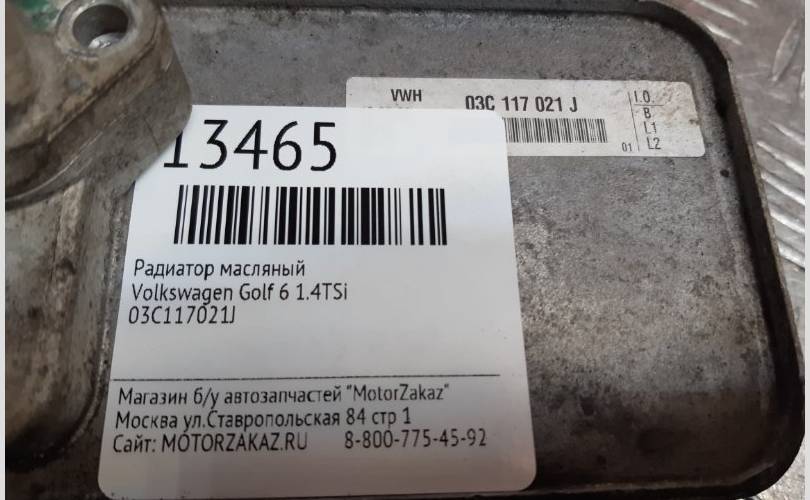 VWH 03C 117 021 J
I.O.
B
L1
01 L2
13465
Радиатор масляный
Volkswagen Golf 6 1.4TSi
03C117021J
Магазин б/у автозапчастей "MotorZakaz"
Москва ул.Ставропольская 84 стр 1
Сайт: MOTORZAKAZ.RU 8-800-775-45-92